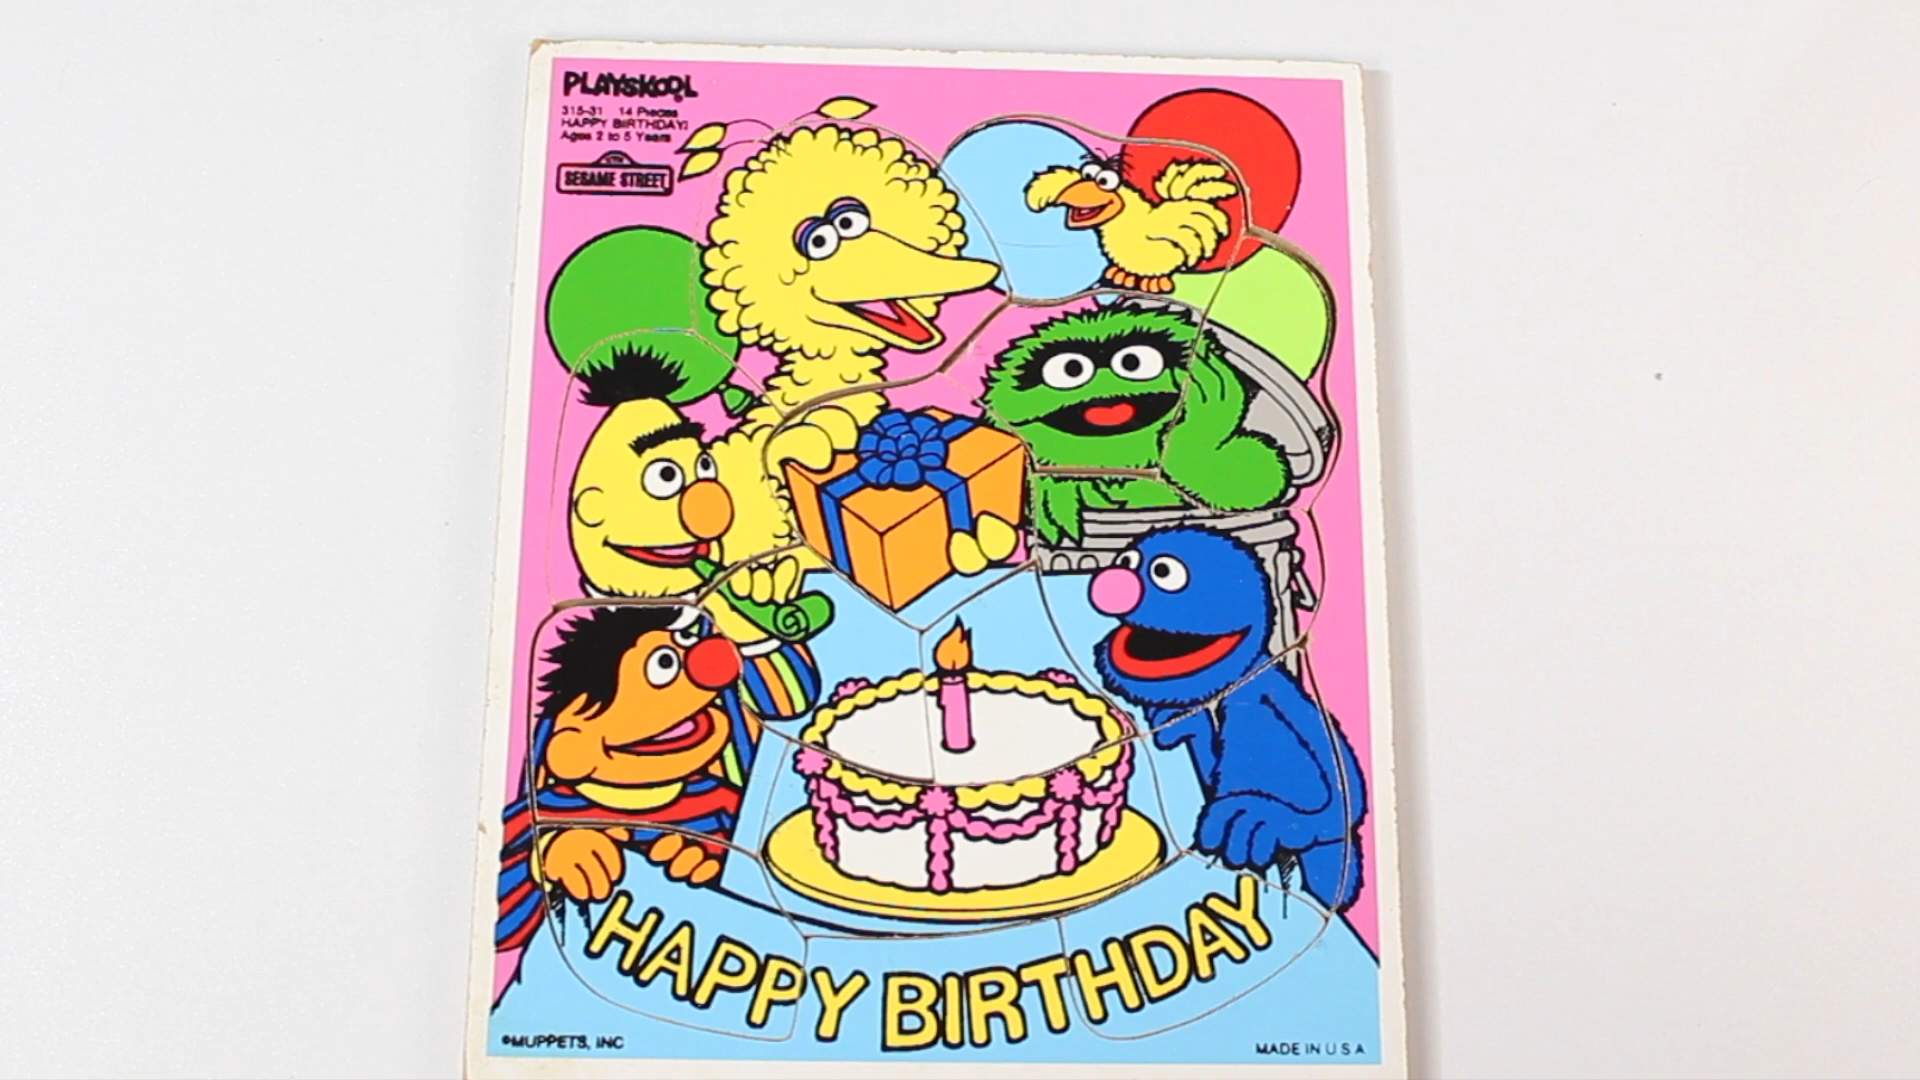 PLAYSKOOL
315-31 14 Pieces
HAPPY BIRTHDAY!
Ages 2 to 5 Years
SESAME STREET
HAPPY BIRTHDAY
©MUPPETS, INC
MADE IN U S A